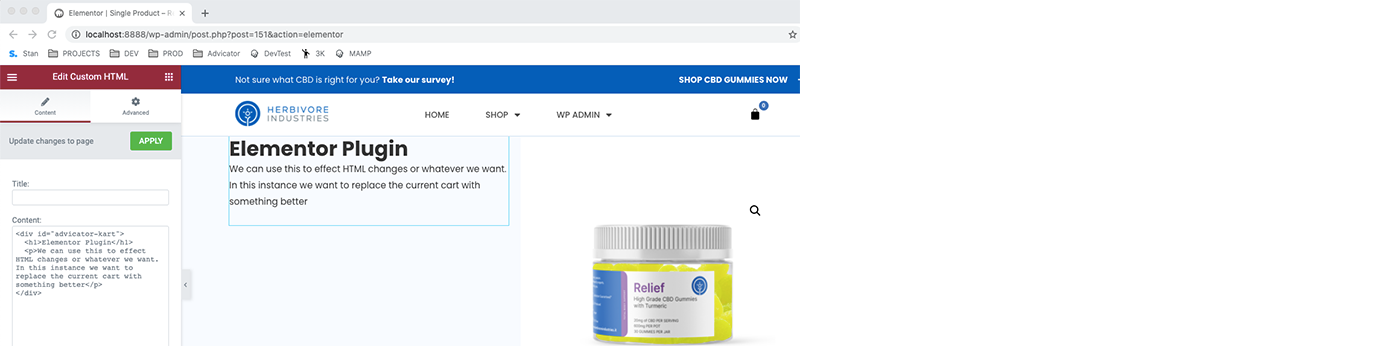 Elementor | Single Product – R
localhost:8888/wp-admin/post.php?post=151&action=elementor
S. Stan PROJECTS DEV PROD Advicator DevTest 3K MAMP
Edit Custom HTML
Not sure what CBD is right for you? Take our survey!
SHOP CBD GUMMIES NOW
Content
Advanced
HERBIVORE
INDUSTRIES
HOME
SHOP
WP ADMIN
0
Update changes to page
APPLY
Elementor Plugin
We can use this to effect HTML changes or whatever we want.
In this instance we want to replace the current cart with
something better
Title:
Content:
<div id="advicator-kart">
<h1>Elementor Plugin</h1>
<p>We can use this to effect
HTML changes or whatever we want.
In this instance we want to
replace the current cart with
something better</p>
</div>
Relief
High Grade CBD Gummies
with Turmeric